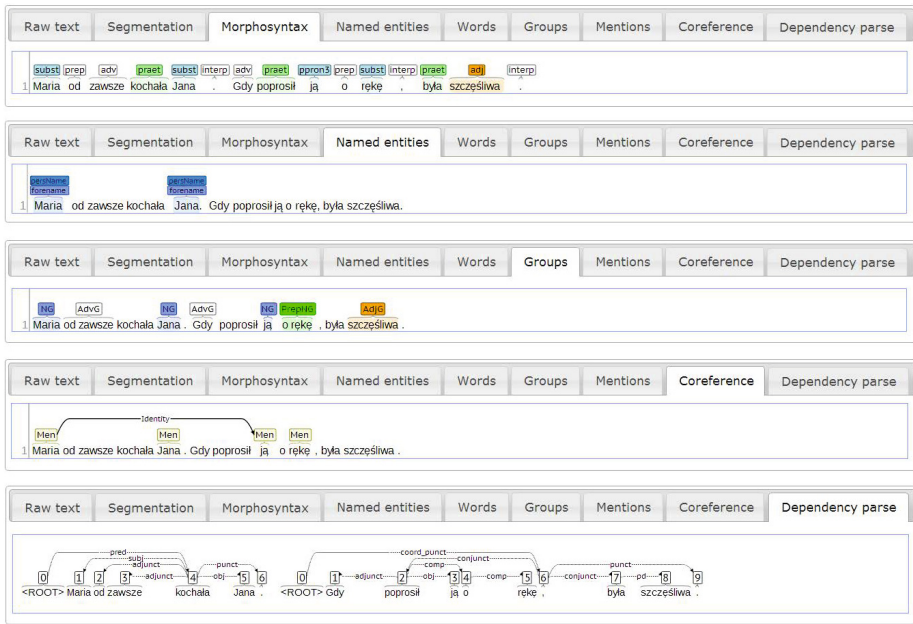 Raw text Segmentation Morphosyntax Named entities Words Groups Mentions Coreference Dependency parse
subst prep adv praet subst interp adv praet ppron3 prep subst interp praet adj interp
1 Maria od zawsze kochała Jana . Gdy poprosił ją o rękę , była szczęśliwa .
Raw text Segmentation Morphosyntax Named entities Words Groups Mentions Coreference Dependency parse
persName persName
forename forename
1 Maria od zawsze kochała Jana. Gdy poprosił ją o rękę, była szczęśliwa.
Raw text Segmentation Morphosyntax Named entities Words Groups Mentions Coreference Dependency parse
NG AdvG NG AdvG NG PrepNG AdjG
1 Maria od zawsze kochała Jana . Gdy poprosił ją o rękę , była szczęśliwa .
Raw text Segmentation Morphosyntax Named entities Words Groups Mentions Coreference Dependency parse
Identity
Men Men Men Men
1 Maria od zawsze kochała Jana . Gdy poprosił ją o rękę , była szczęśliwa .
Raw text Segmentation Morphosyntax Named entities Words Groups Mentions Coreference Dependency parse
pred coord_punct
subj conjunct
adjunct punct comp punct
0 1 2 3 adjunct 4 obj 5 6 0 1 adjunct 2 obj 3 4 comp 5 6 conjunct 7 pd 8 9
<ROOT> Maria od zawsze kochała Jana . <ROOT> Gdy poprosił ją o rękę , była szczęśliwa .